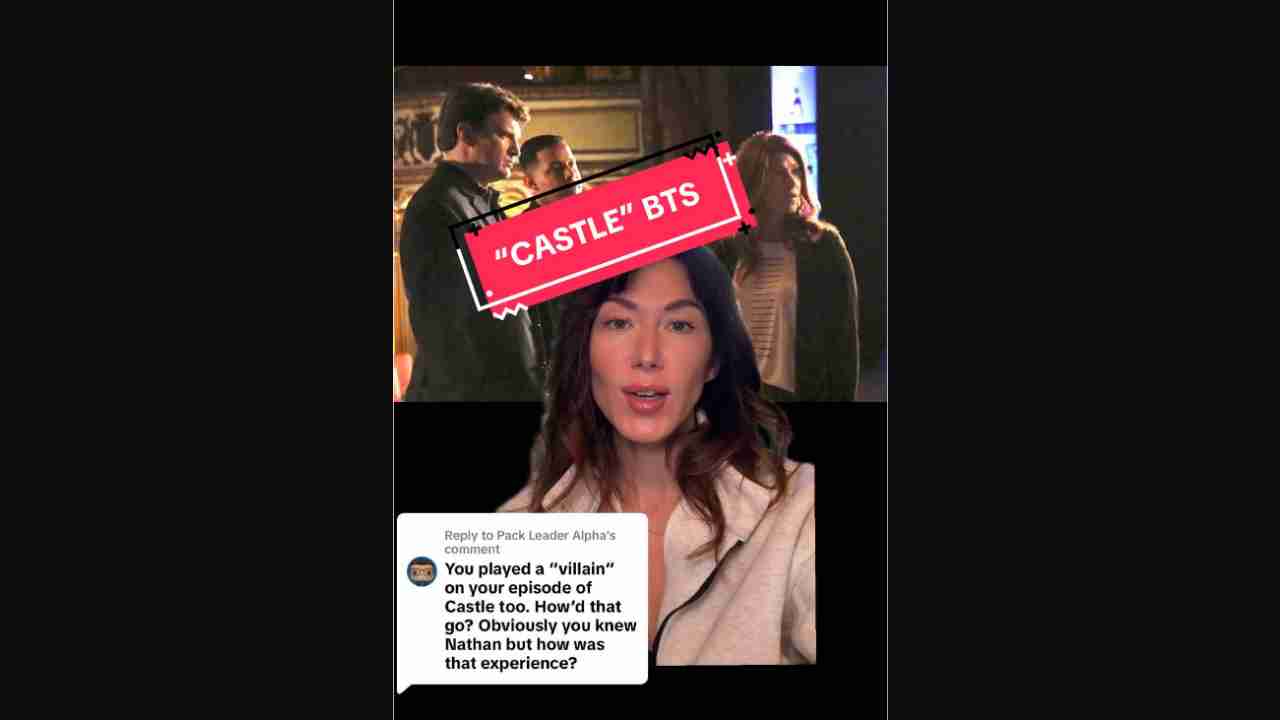 “CASTLE” BTS
Reply to Pack Leader Alpha's
comment
You played a “villain”
on your episode of
Castle too. How’d that
go? Obviously you knew
Nathan but how was
that experience?